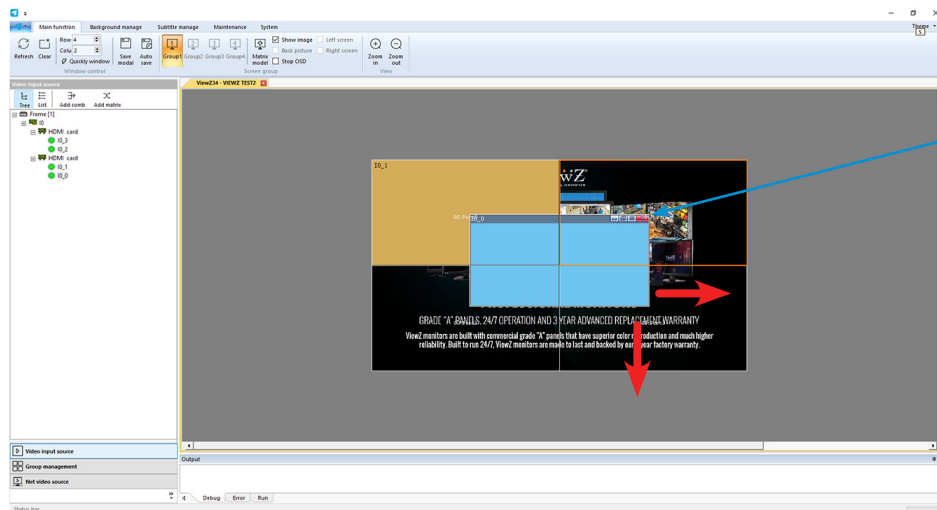 Theme
S
Main function Background manage Subtitle manage Maintenance System
Refresh Clear
Row 4
Colu 2
Quickly window
Save modal
Auto save
Window control
Group1 Group2 Group3 Group4
Matrix model
Show image Left screen
Back picture Right screen
Stop OSD
Screen group
Zoom in
Zoom out
View
Video input source
Tree List Add comb Add matrix
Frame [1]
I0
HDMI card
I0_3
I0_2
HDMI card
I0_1
I0_0
Video input source
Group management
Net video source
Status bar
ViewZ34 - VIEWZ TEST2
I0_1
wZ
I0_0
GRADE "A" PANELS, 24/7 OPERATION AND 3 YEAR ADVANCED REPLACEMENT WARRANTY
ViewZ monitors are built with commercial grade "A" panels that have superior color reproduction and much higher
reliability. Built to run 24/7, ViewZ monitors are made to last and backed by our year factory warranty.
Output
Debug Error Run